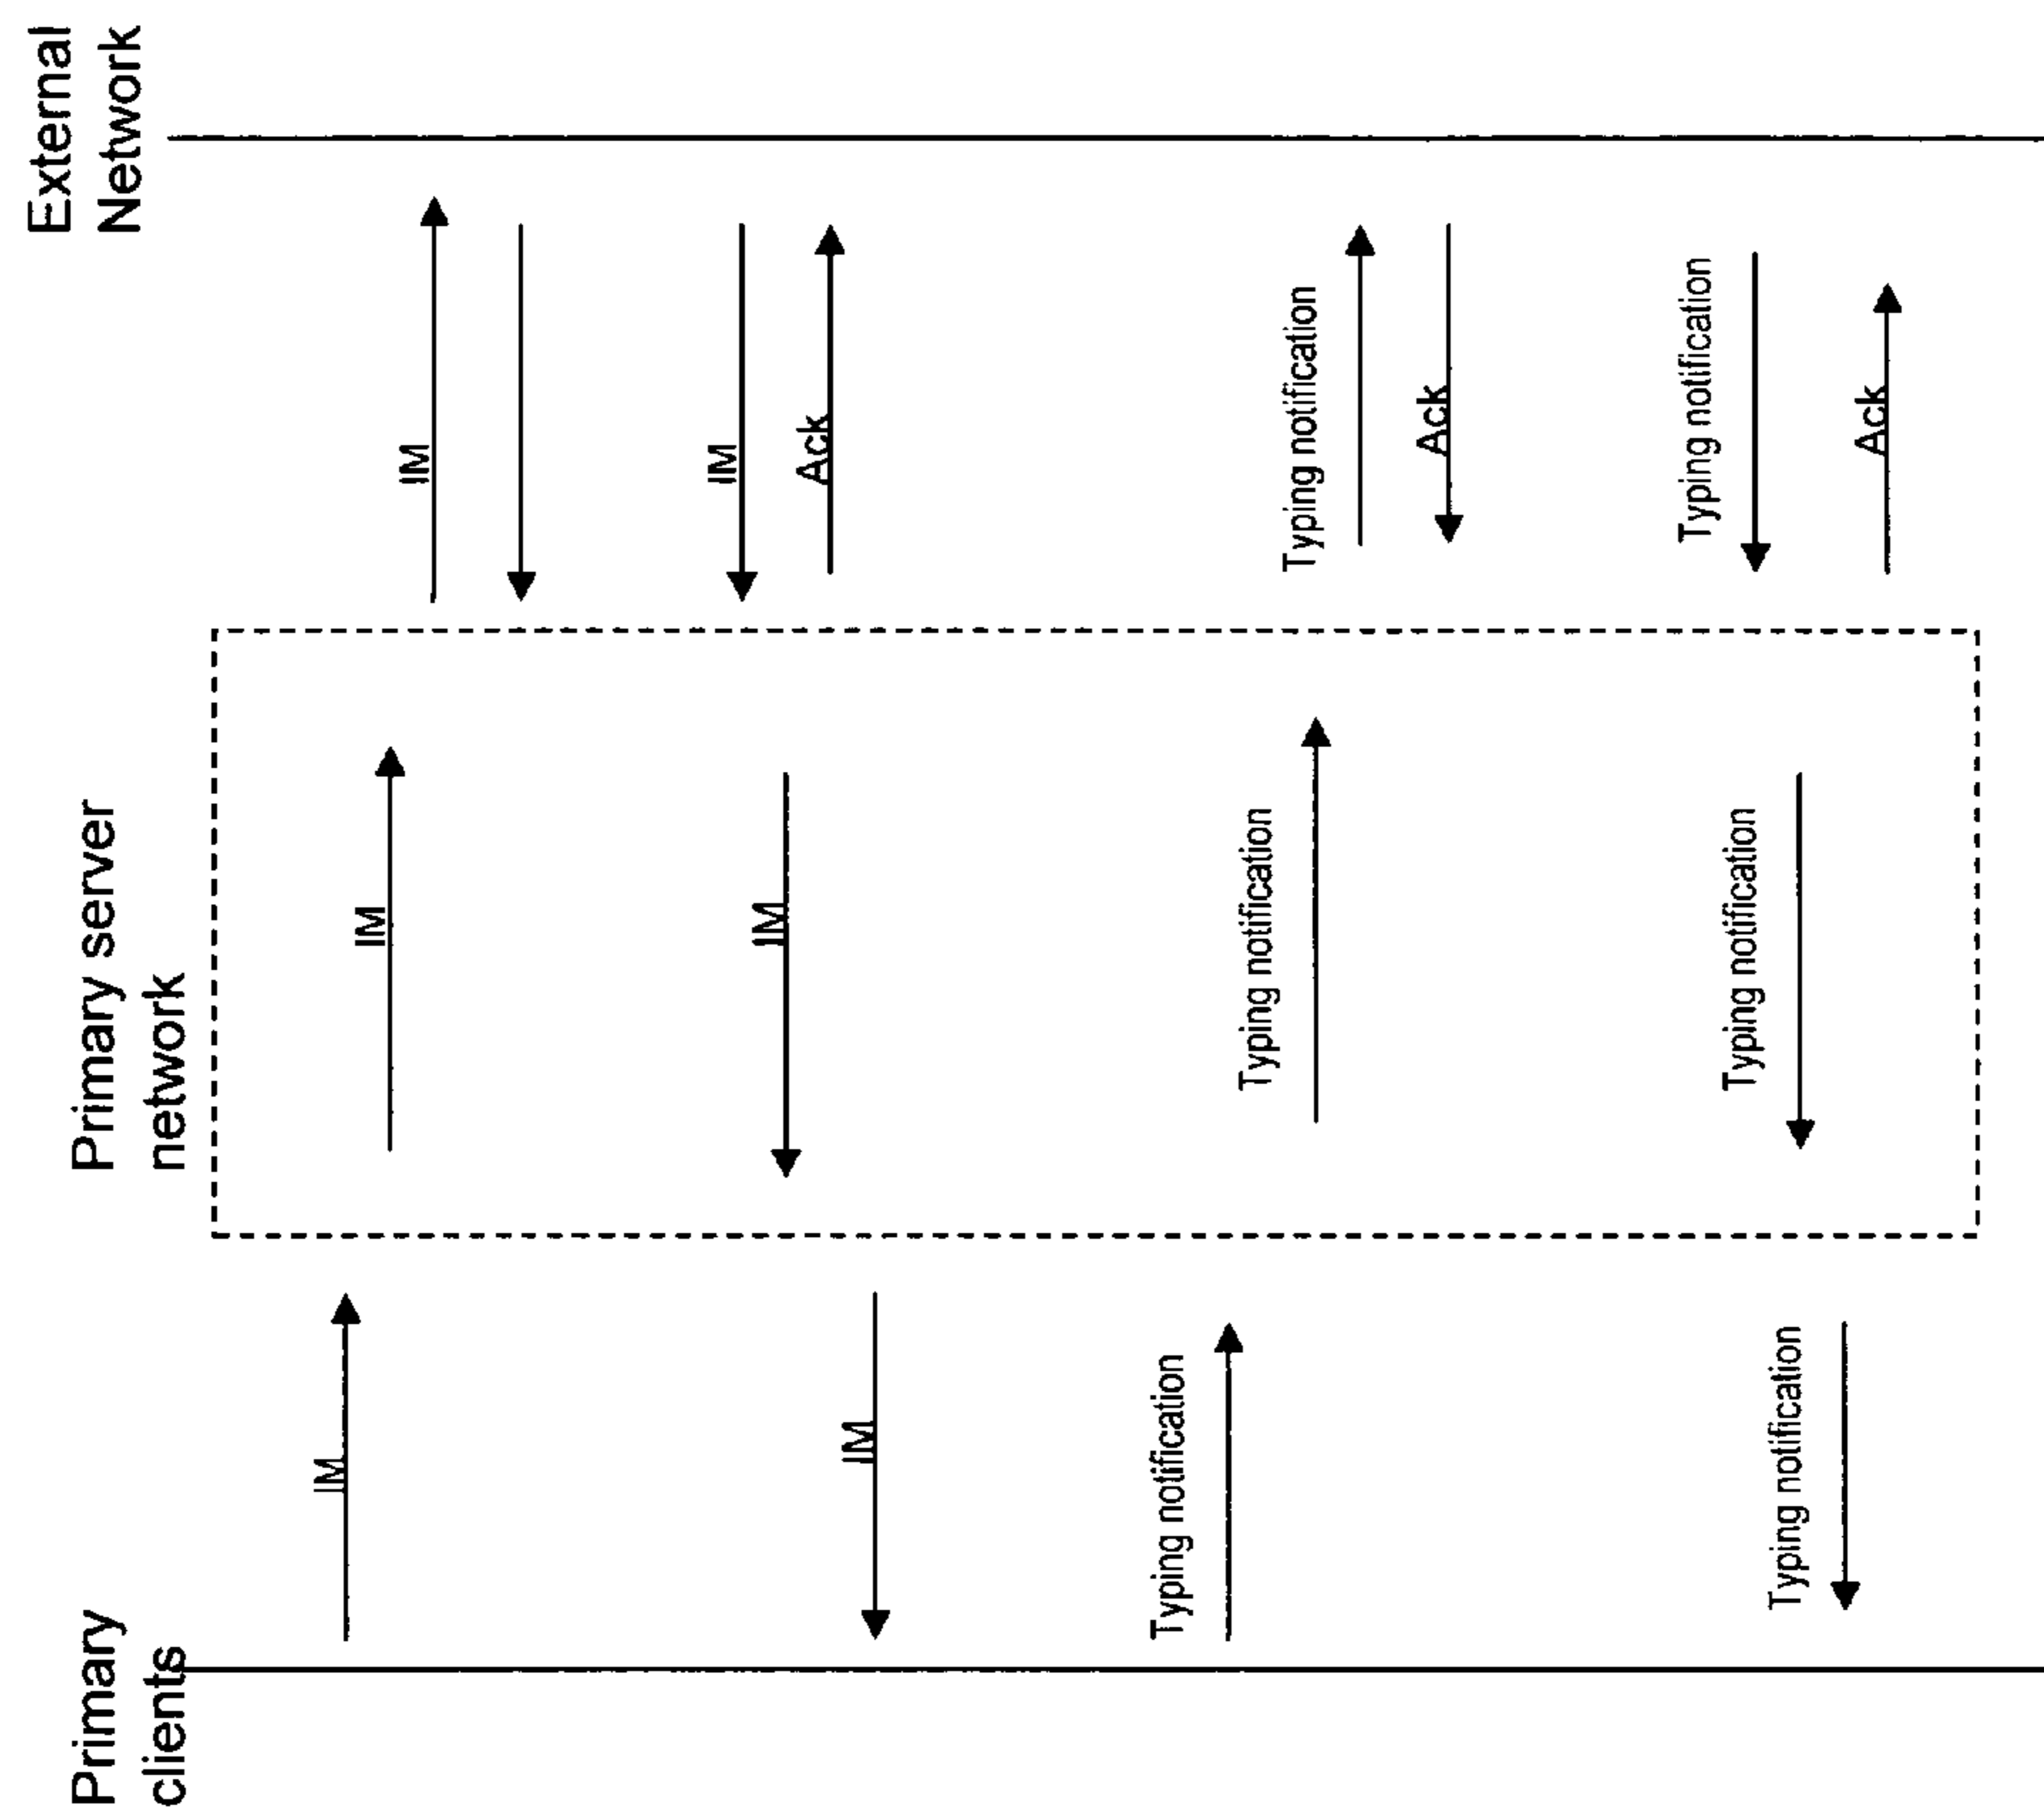 Primary
clients
Primary server
network
External
Network
IM
IM
IM
IM
Ack
IM
IM
Typing notification
Typing notification
Typing notification
Ack
Typing notification
Typing notification
Typing notification
Ack